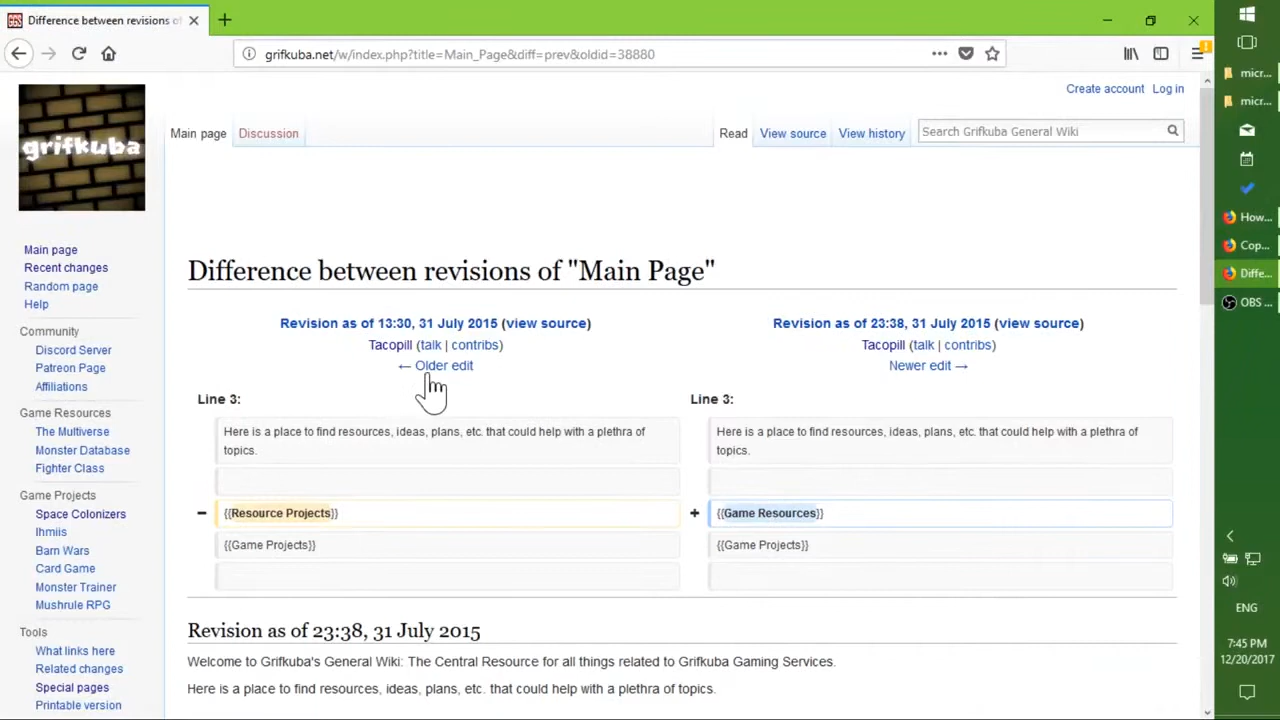 Difference between revisions of
grifkuba.net/w/index.php?title=Main_Page&diff=prev&oldid=38880
Create account Log in
grifkuba
Main page Discussion Read View source View history Search Grifkuba General Wiki
Main page
Recent changes
Random page
Help
Community
Discord Server
Patreon Page
Affiliations
Game Resources
The Multiverse
Monster Database
Fighter Class
Game Projects
Space Colonizers
Ihmiis
Barn Wars
Card Game
Monster Trainer
Mushrule RPG
Tools
What links here
Related changes
Special pages
Printable version
Difference between revisions of "Main Page"
Revision as of 13:30, 31 July 2015 (view source)
Tacopill (talk | contribs)
← Older edit
Revision as of 23:38, 31 July 2015 (view source)
Tacopill (talk | contribs)
Newer edit →
Line 3:
Here is a place to find resources, ideas, plans, etc. that could help with a plethra of
topics.
− {{Resource Projects}}
{{Game Projects}}
Line 3:
Here is a place to find resources, ideas, plans, etc. that could help with a plethra of
topics.
+ {{Game Resources}}
{{Game Projects}}
Revision as of 23:38, 31 July 2015
Welcome to Grifkuba's General Wiki: The Central Resource for all things related to Grifkuba Gaming Services.
Here is a place to find resources, ideas, plans, etc. that could help with a plethra of topics.
micr...
micr...
How...
Cop...
Diffe...
OBS ...
ENG
7:45 PM
12/20/2017